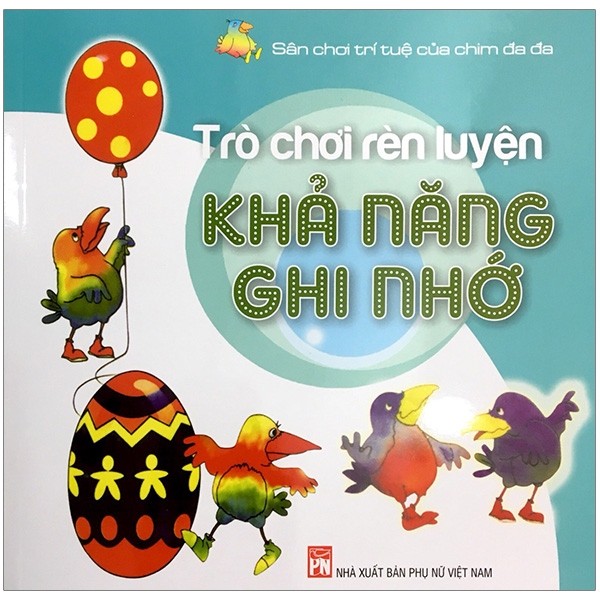 Sân chơi trí tuệ của chim đa đa
Trò chơi rèn luyện
KHẢ NĂNG
GHI NHỚ
PN
NHÀ XUẤT BẢN PHỤ NỮ VIỆT NAM